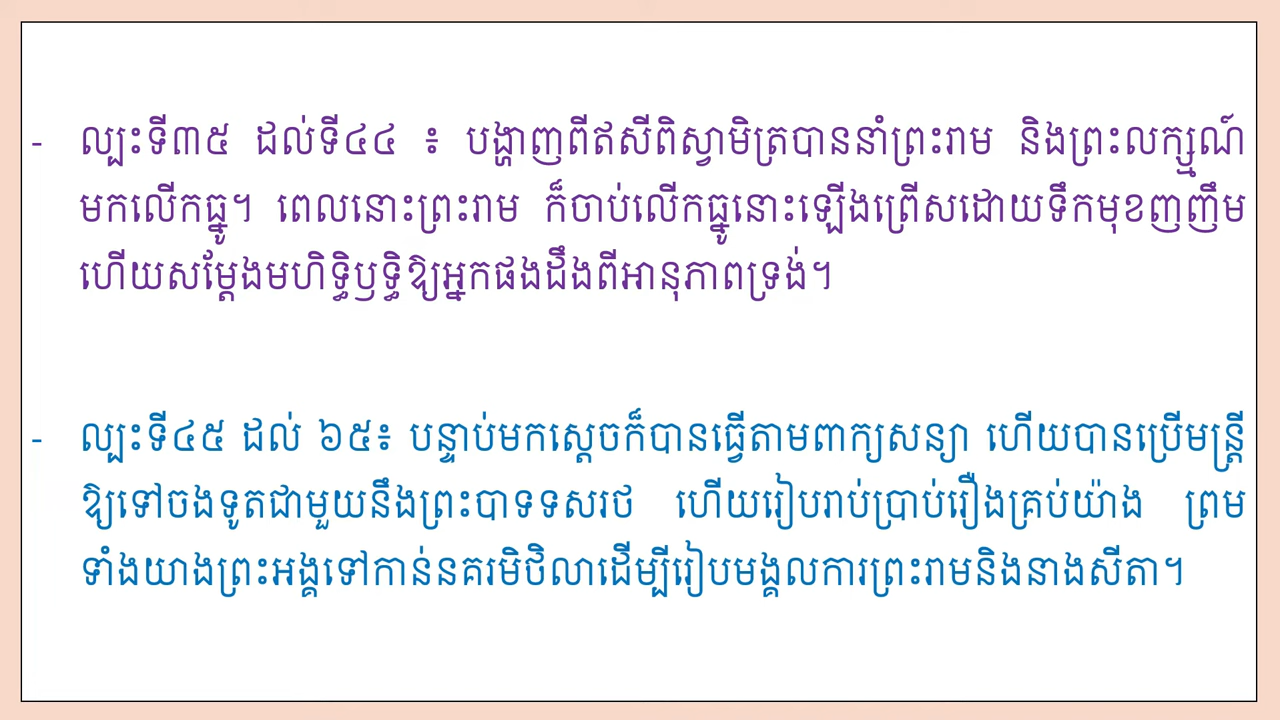 - ល្បះទី៣៥ ដល់ទី៤៤ ៖ បង្ហាញពីឥសីពិស្វាមិត្របាននាំព្រះរាម និងព្រះលក្ស្មណ៍
មកលើកធ្នូ។ ពេលនោះព្រះរាម ក៏ចាប់លើកធ្នូនោះឡើងព្រើសដោយទឹកមុខញញឹម
ហើយសម្តែងមហិទ្ធិឫទ្ធិឱ្យអ្នកផងដឹងពីអានុភាពទ្រង់។
- ល្បះទី៤៥ ដល់ ៦៥៖ បន្ទាប់មកស្តេចក៏បានធ្វើតាមពាក្យសន្យា ហើយបានប្រើមន្ត្រី
ឱ្យទៅចងទូតជាមួយនឹងព្រះបាទទសរថ ហើយរៀបរាប់ប្រាប់រឿងគ្រប់យ៉ាង ព្រម
ទាំងយាងព្រះអង្គទៅកាន់នគរមិថិលាដើម្បីរៀបមង្គលការព្រះរាមនិងនាងសីតា។